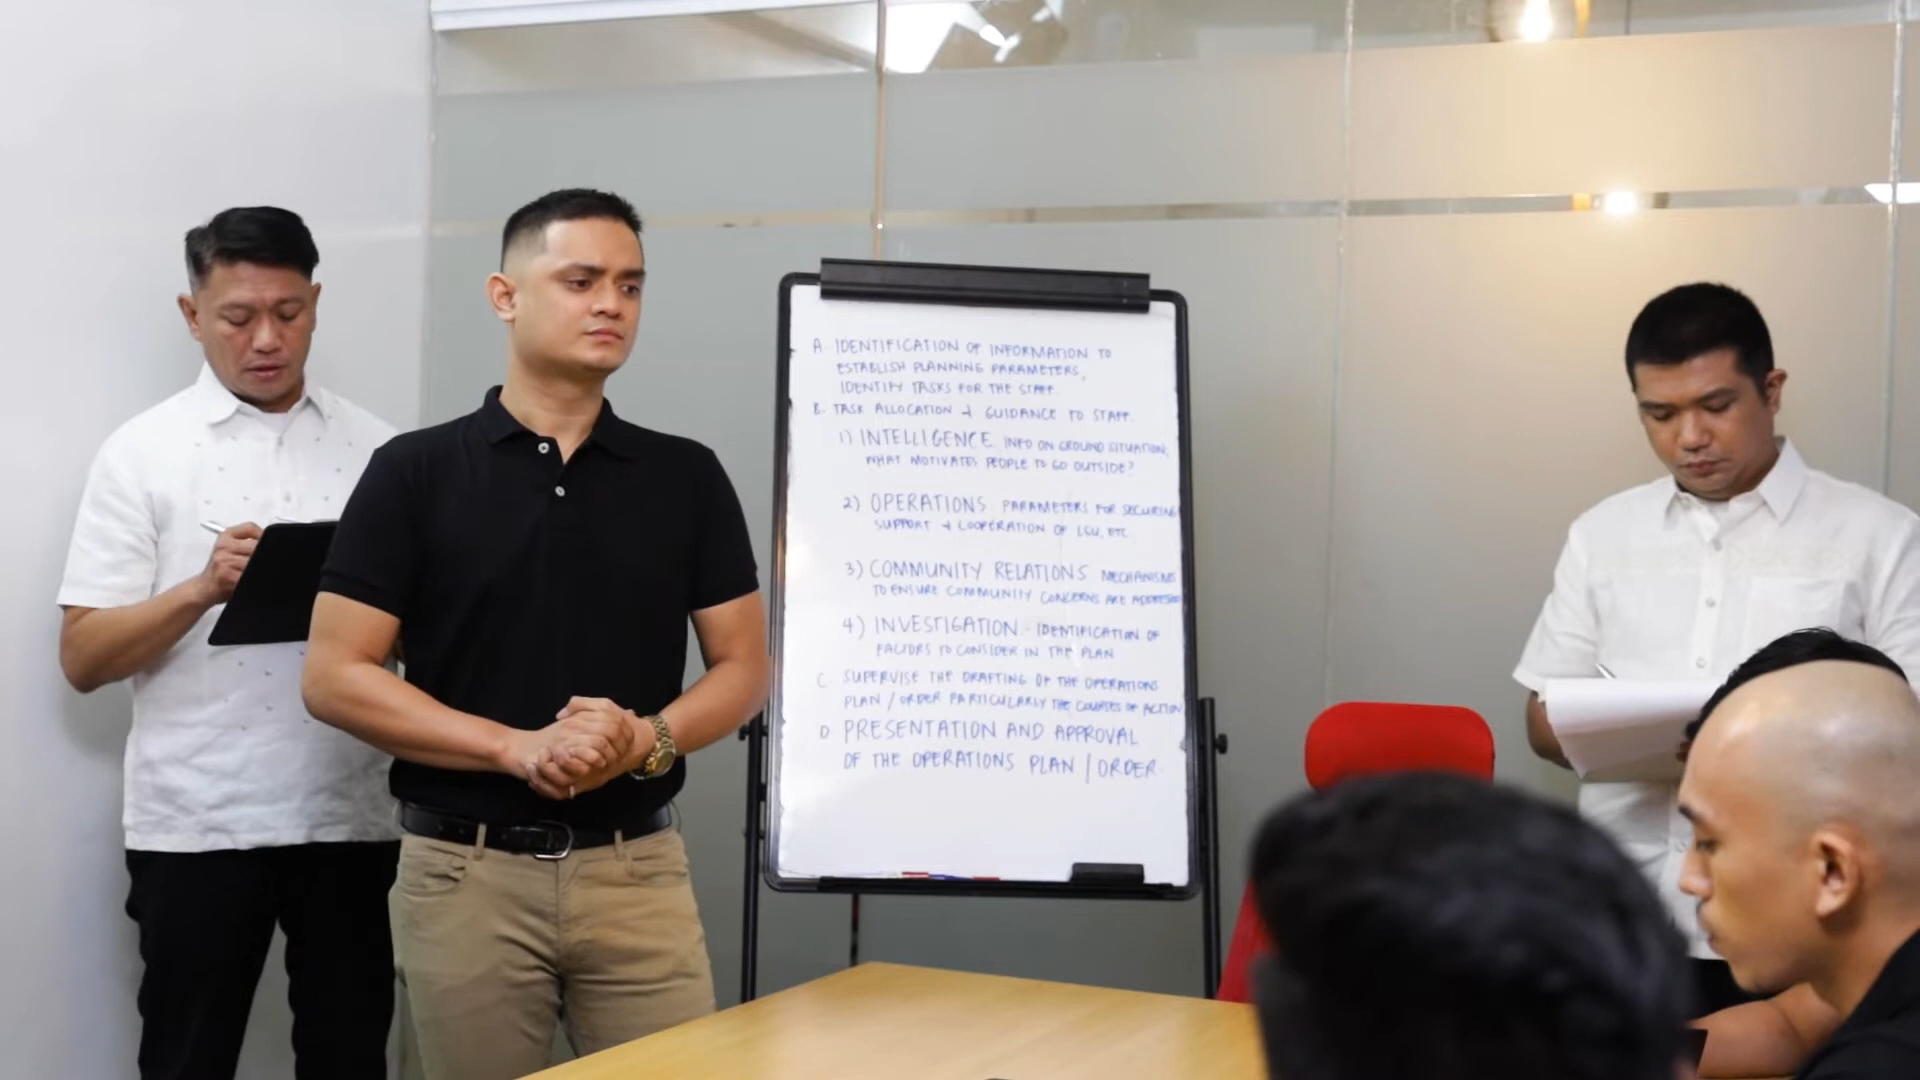 A. IDENTIFICATION OF INFORMATION TO
ESTABLISH PLANNING PARAMETERS,
IDENTIFY TASKS FOR THE STAFF.
B. TASK ALLOCATION & GUIDANCE TO STAFF.
1) INTELLIGENCE INFO ON GROUND SITUATION;
WHAT MOTIVATES PEOPLE TO GO OUTSIDE?
2) OPERATIONS PARAMETERS FOR SECURING
SUPPORT & COOPERATION OF LGU, ETC.
3) COMMUNITY RELATIONS MECHANISMS
TO ENSURE COMMUNITY CONCERNS ARE ADDRESSED
4) INVESTIGATION - IDENTIFICATION OF
FACTORS TO CONSIDER IN THE PLAN
C. SUPERVISE THE DRAFTING OF THE OPERATIONS
PLAN / ORDER PARTICULARLY THE COURSES OF ACTION
D PRESENTATION AND APPROVAL
OF THE OPERATIONS PLAN / ORDER.